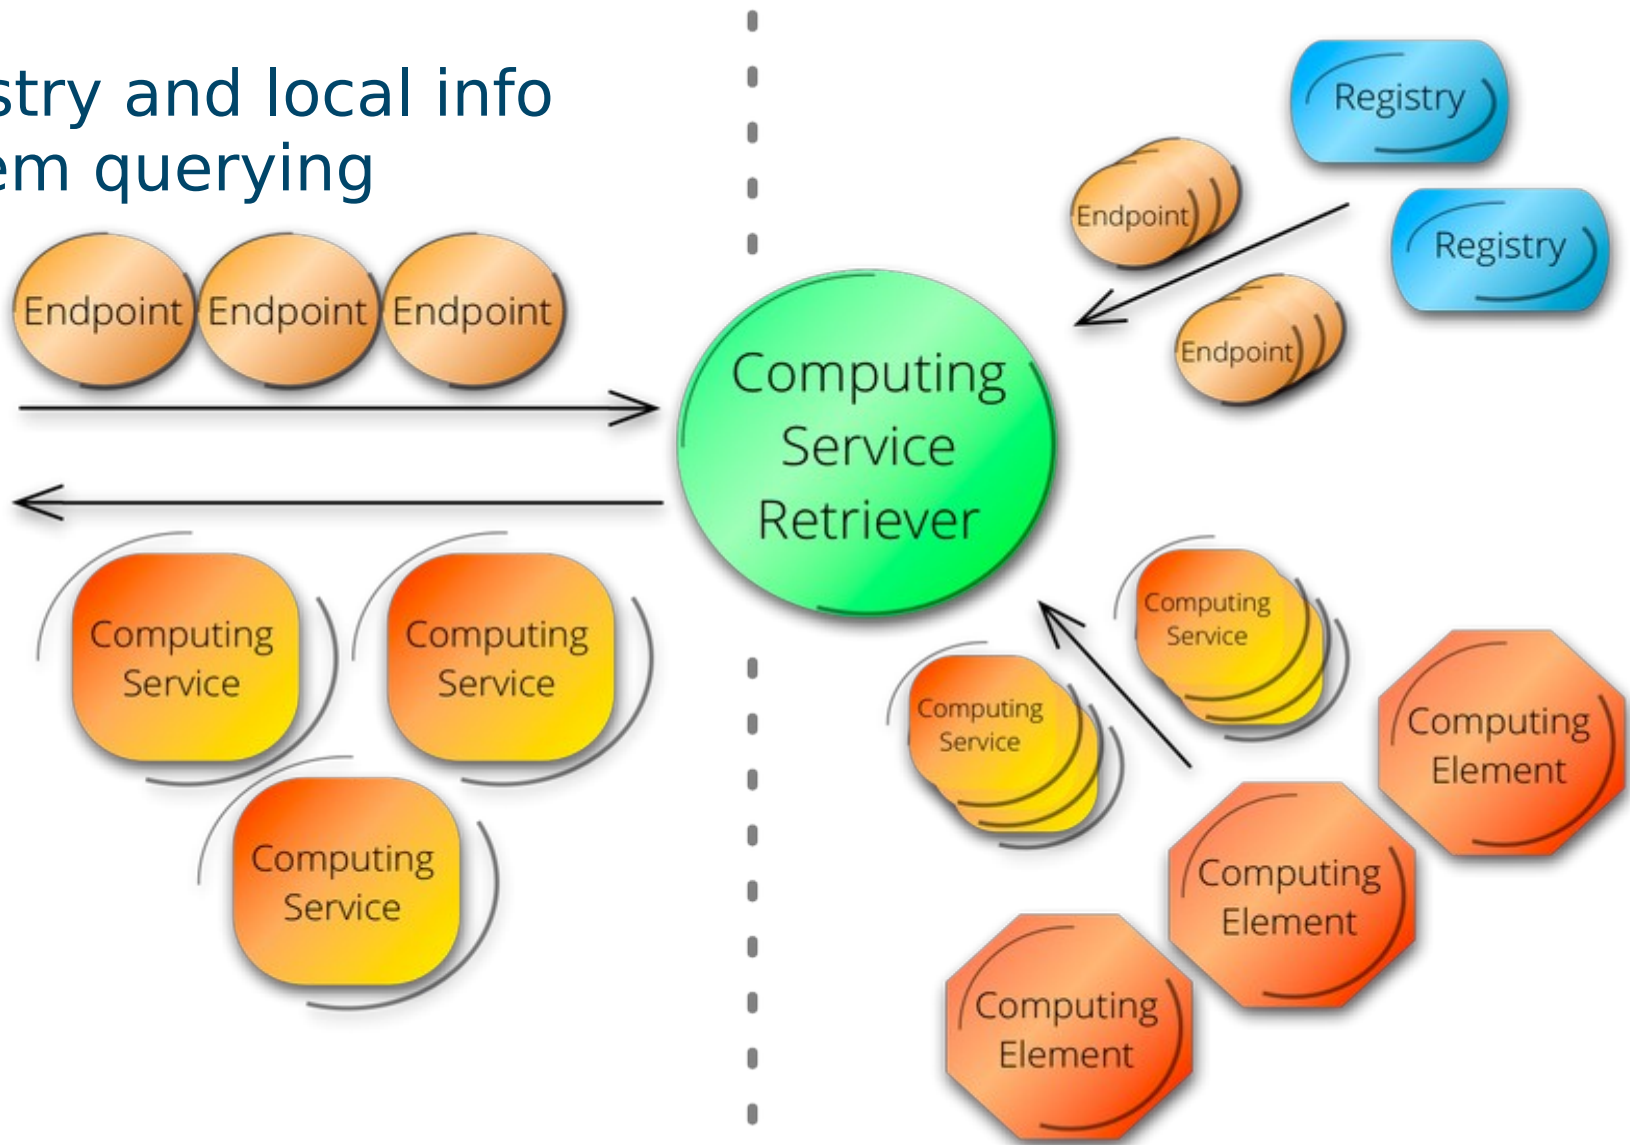 stry and local info
em querying
Endpoint
Endpoint
Endpoint
Computing
Service
Retriever
Registry
Registry
Endpoint
Endpoint
Computing
Service
Computing
Service
Computing
Service
Computing
Service
Computing
Service
Computing
Element
Computing
Element
Computing
Element